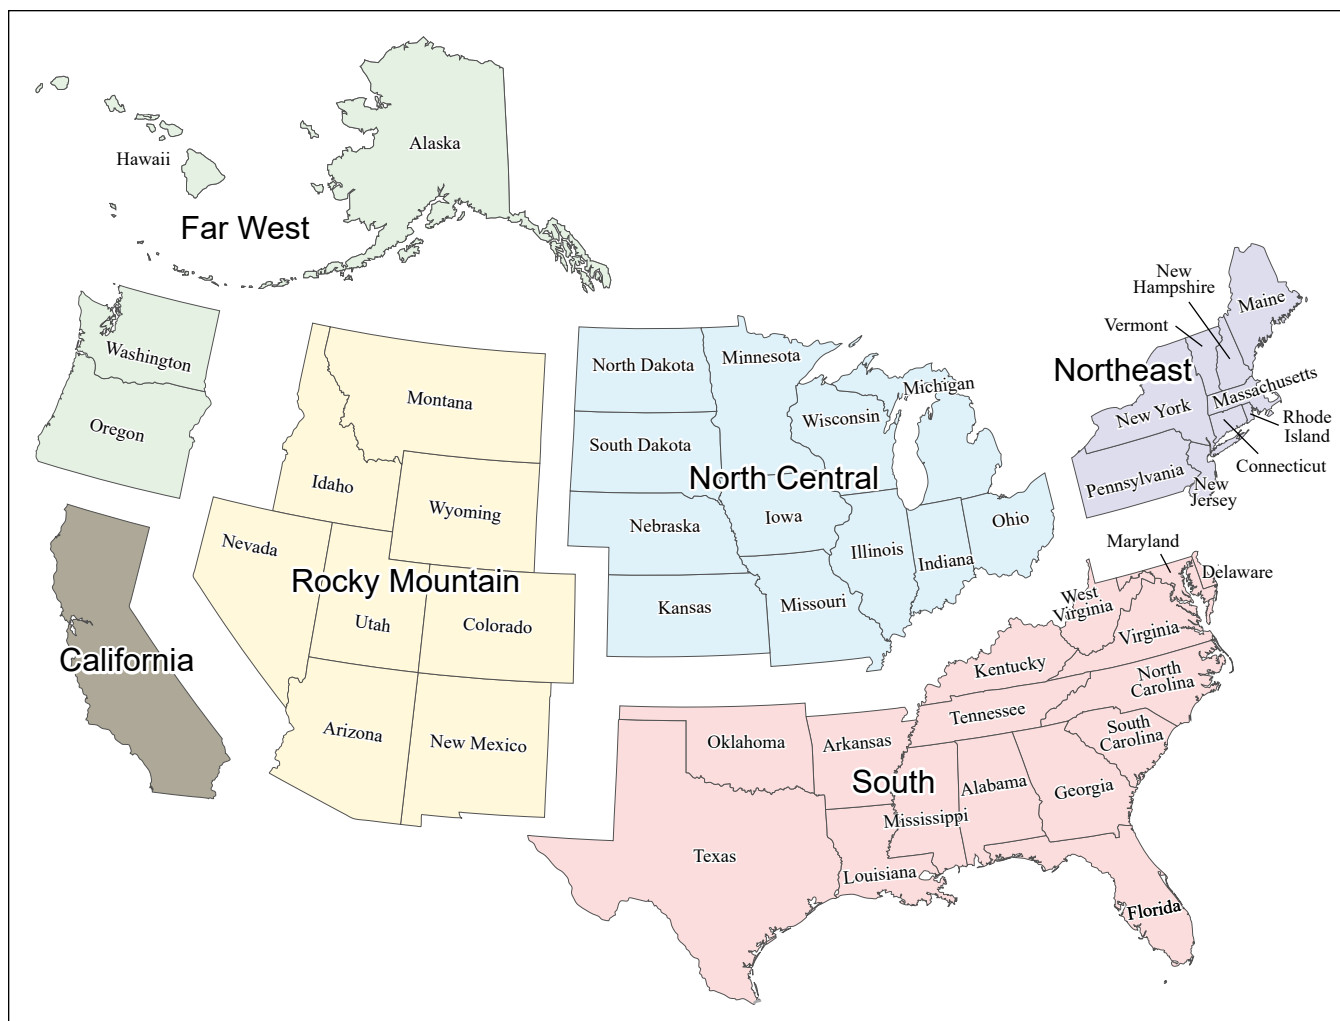 Alaska
Hawaii
Far West
Washington
Oregon
California
Montana
Idaho
Wyoming
Nevada
Rocky Mountain
Utah
Colorado
Arizona
New Mexico
North Dakota
Minnesota
South Dakota
Wisconsin
Michigan
North Central
Nebraska
Iowa
Illinois
Indiana
Ohio
Kansas
Missouri
New
Hampshire
Maine
Vermont
Northeast
Massachusetts
New York
Rhode
Island
Connecticut
Pennsylvania
New
Jersey
Maryland
Delaware
West
Virginia
Virginia
Kentucky
North
Carolina
Tennessee
South
Carolina
Oklahoma
Arkansas
South
Alabama
Georgia
Mississippi
Texas
Louisiana
Florida